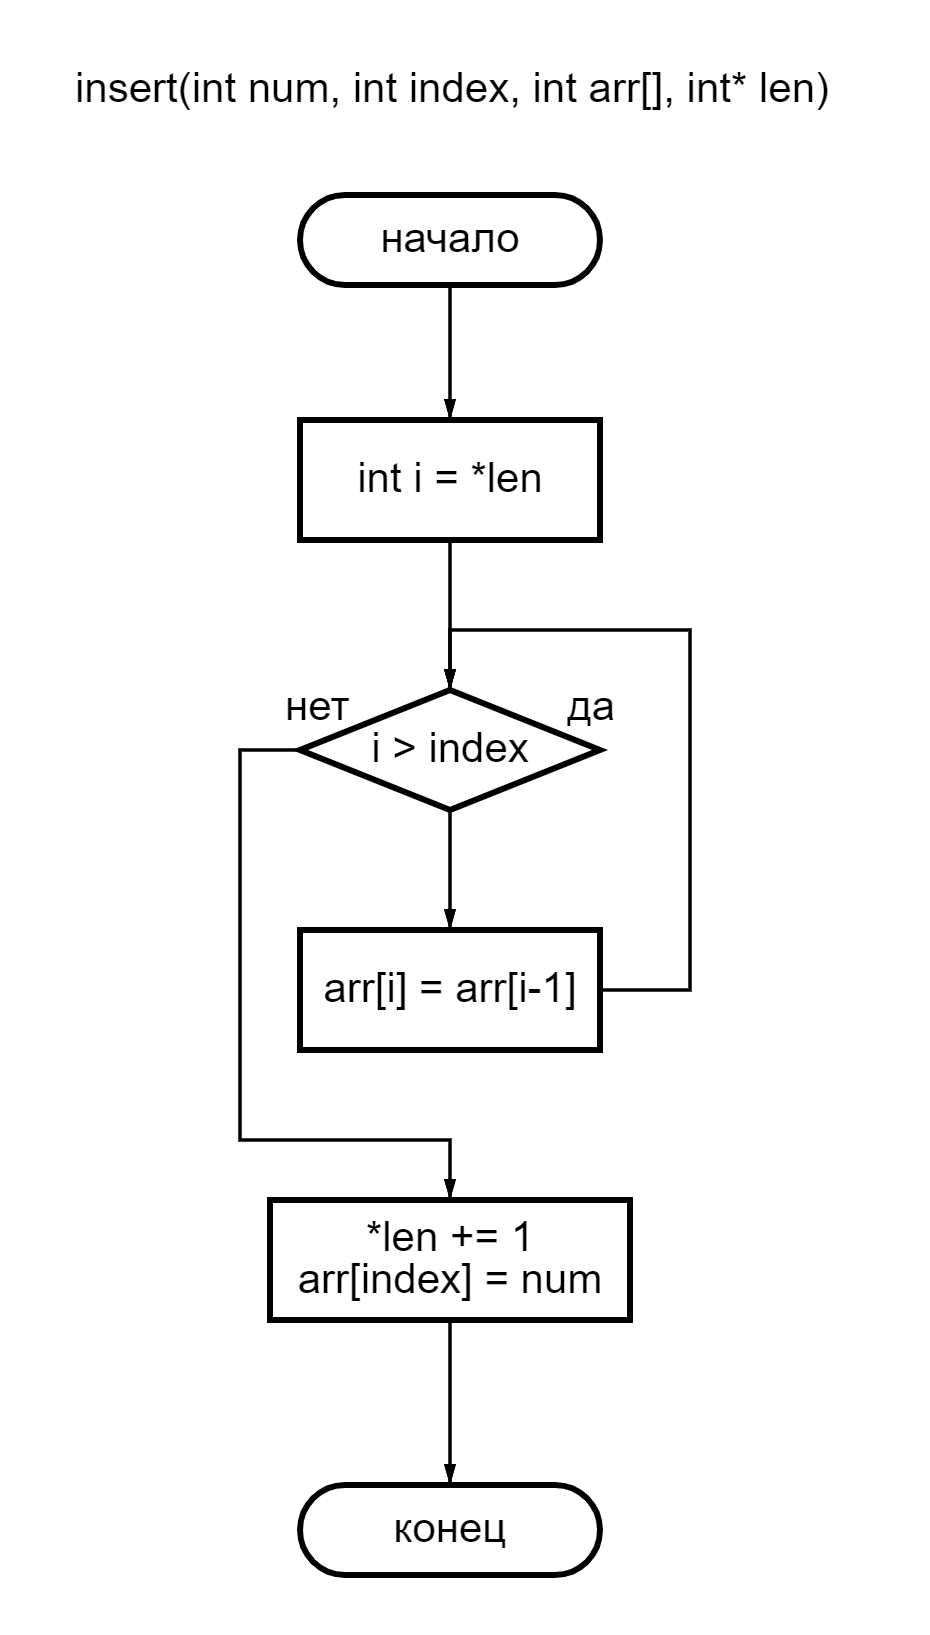 insert(int num, int index, int arr[], int* len)
начало
int i = *len
нет
да
i > index
arr[i] = arr[i-1]
*len += 1
arr[index] = num
конец